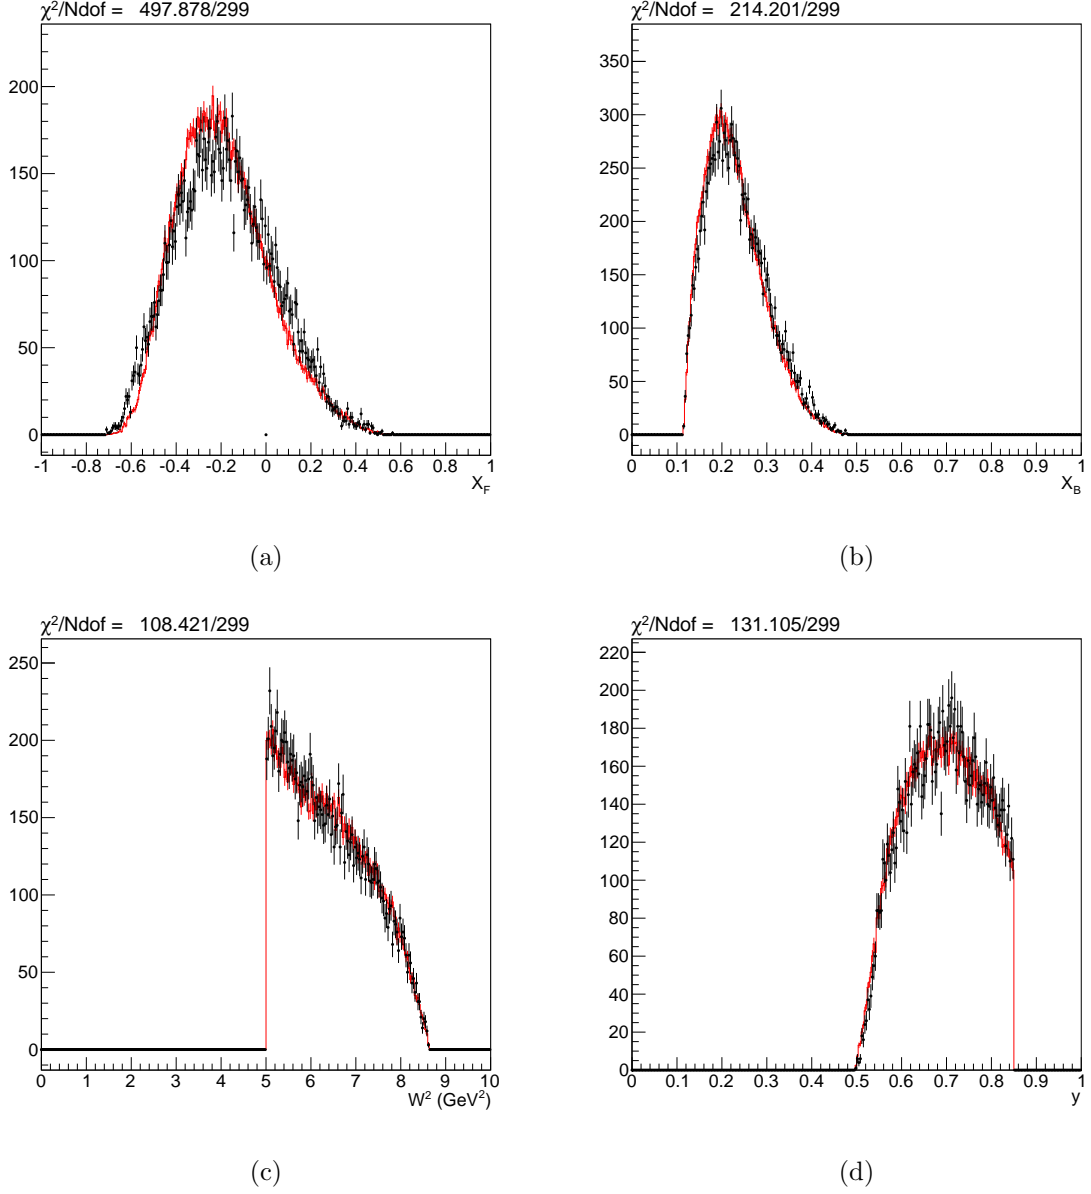 χ²/Ndof = 497.878/299
200
150
100
50
0
-1 -0.8 -0.6 -0.4 -0.2 0 0.2 0.4 0.6 0.8 1
X_F
(a)
χ²/Ndof = 214.201/299
350
300
250
200
150
100
50
0
0 0.1 0.2 0.3 0.4 0.5 0.6 0.7 0.8 0.9 1
X_B
(b)
χ²/Ndof = 108.421/299
250
200
150
100
50
0
0 1 2 3 4 5 6 7 8 9 10
W² (GeV²)
(c)
χ²/Ndof = 131.105/299
220
200
180
160
140
120
100
80
60
40
20
0
0 0.1 0.2 0.3 0.4 0.5 0.6 0.7 0.8 0.9 1
y
(d)